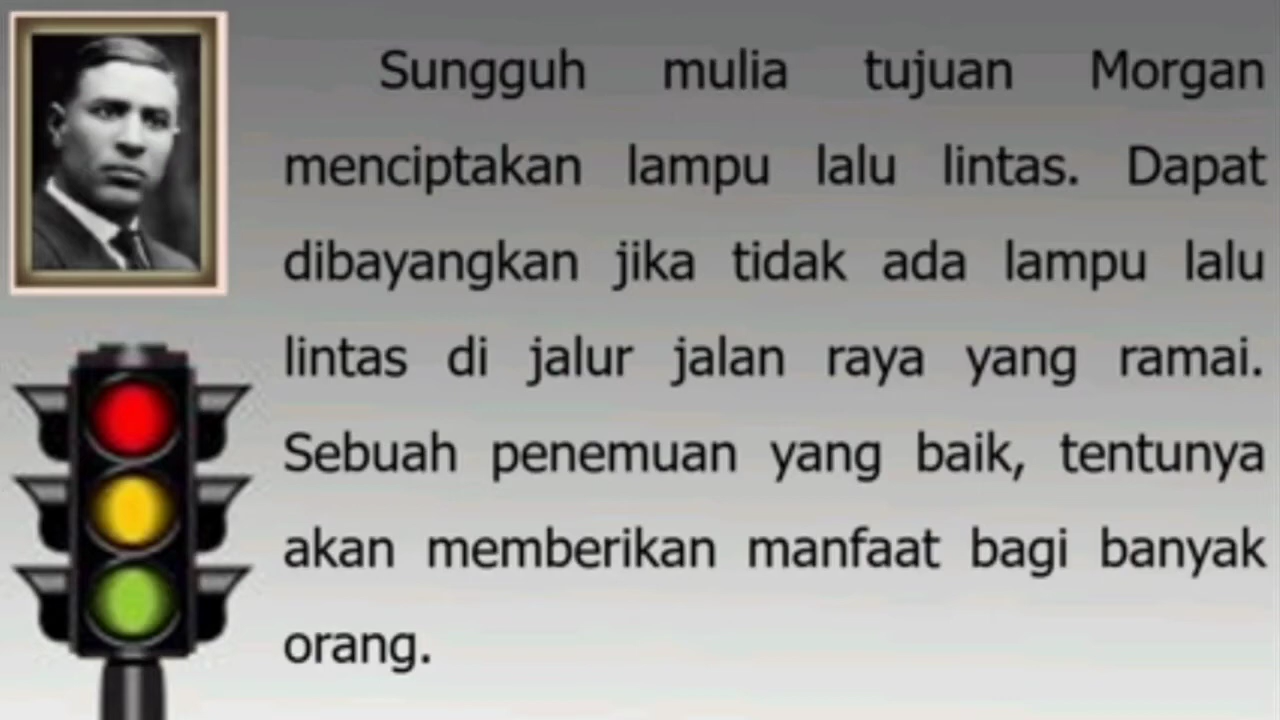 Sungguh mulia tujuan Morgan
menciptakan lampu lalu lintas. Dapat
dibayangkan jika tidak ada lampu lalu
lintas di jalur jalan raya yang ramai.
Sebuah penemuan yang baik, tentunya
akan memberikan manfaat bagi banyak
orang.